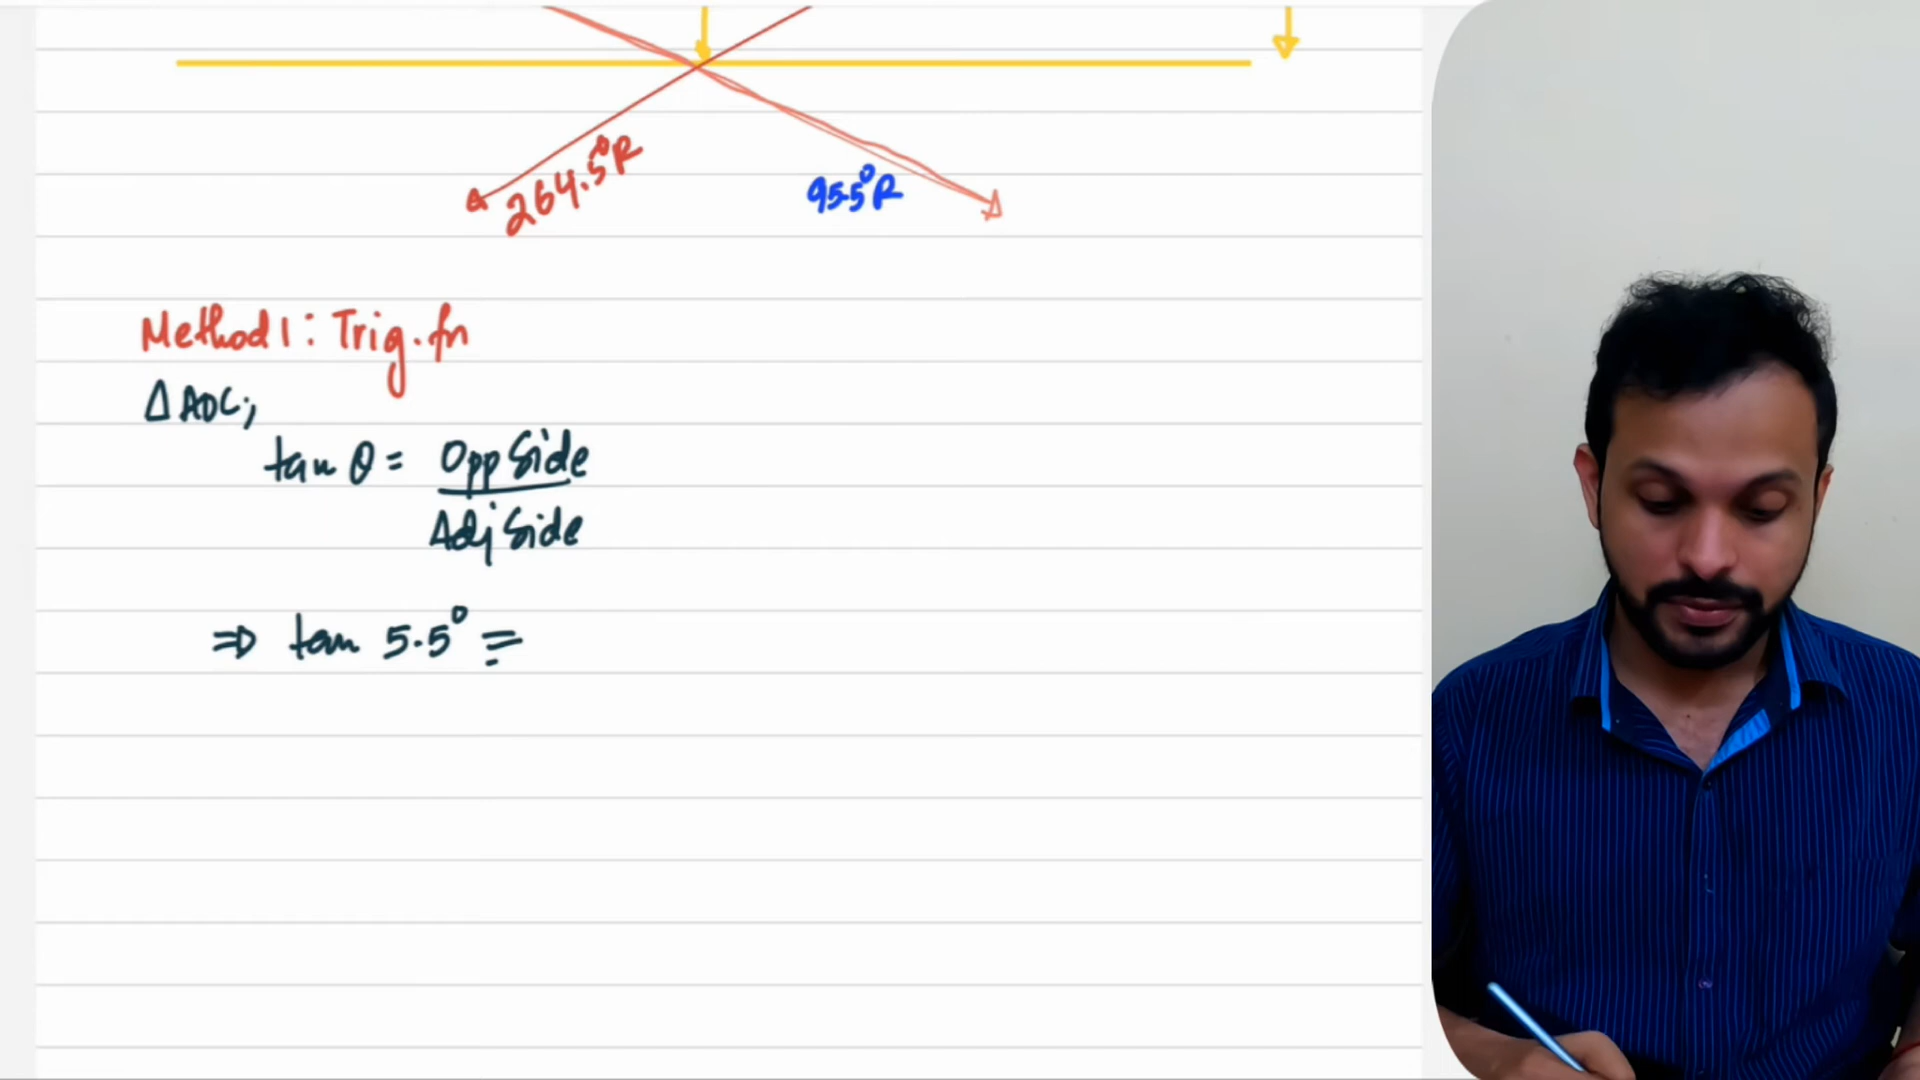 264.5°R
95.5°R
Method 1: Trig. fn
Δ ADC;
tan θ = Opp Side
Adj Side
⇒ tan 5.5° =